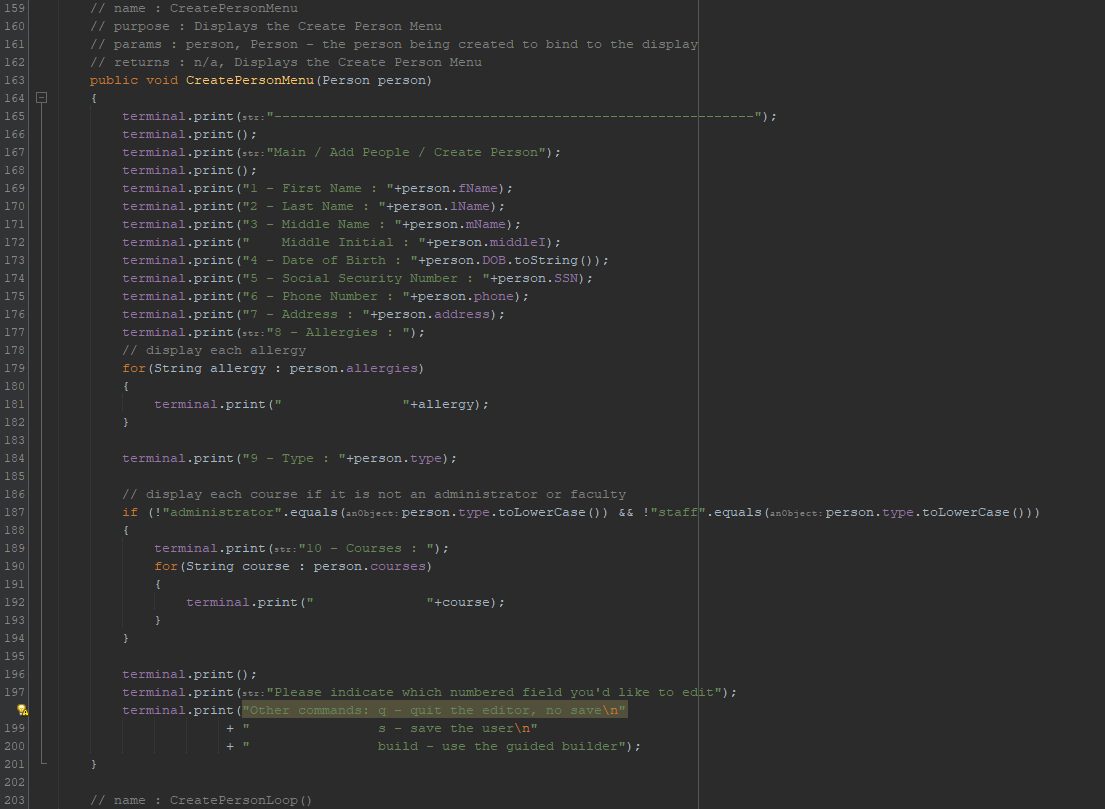 159 // name : CreatePersonMenu
160 // purpose : Displays the Create Person Menu
161 // params : person, Person - the person being created to bind to the display
162 // returns : n/a, Displays the Create Person Menu
163 public void CreatePersonMenu(Person person)
164 {
165 terminal.print( str: "------------------------------------------------------------");
166 terminal.print();
167 terminal.print( str: "Main / Add People / Create Person");
168 terminal.print();
169 terminal.print("1 - First Name : "+person.fName);
170 terminal.print("2 - Last Name : "+person.lName);
171 terminal.print("3 - Middle Name : "+person.mName);
172 terminal.print("    Middle Initial : "+person.middleI);
173 terminal.print("4 - Date of Birth : "+person.DOB.toString());
174 terminal.print("5 - Social Security Number : "+person.SSN);
175 terminal.print("6 - Phone Number : "+person.phone);
176 terminal.print("7 - Address : "+person.address);
177 terminal.print( str: "8 - Allergies : ");
178 // display each allergy
179 for(String allergy : person.allergies)
180 {
181 terminal.print("               "+allergy);
182 }
183
184 terminal.print("9 - Type : "+person.type);
185
186 // display each course if it is not an administrator or faculty
187 if (!"administrator".equals( anObject: person.type.toLowerCase()) && !"staff".equals( anObject: person.type.toLowerCase()))
188 {
189 terminal.print( str: "10 - Courses : ");
190 for(String course : person.courses)
191 {
192 terminal.print("              "+course);
193 }
194 }
195
196 terminal.print();
197 terminal.print( str: "Please indicate which numbered field you'd like to edit");
terminal.print("Other commands: q - quit the editor, no save\n"
199 + "                s - save the user\n"
200 + "                build - use the guided builder");
201 }
202
203 // name : CreatePersonLoop()